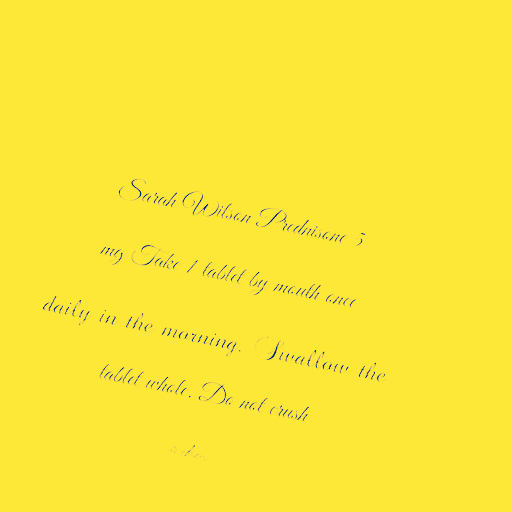 Sarah Wilson Prednisone 5
mg Take 1 tablet by mouth once
daily in the morning. Swallow the
tablet whole. Do not crush